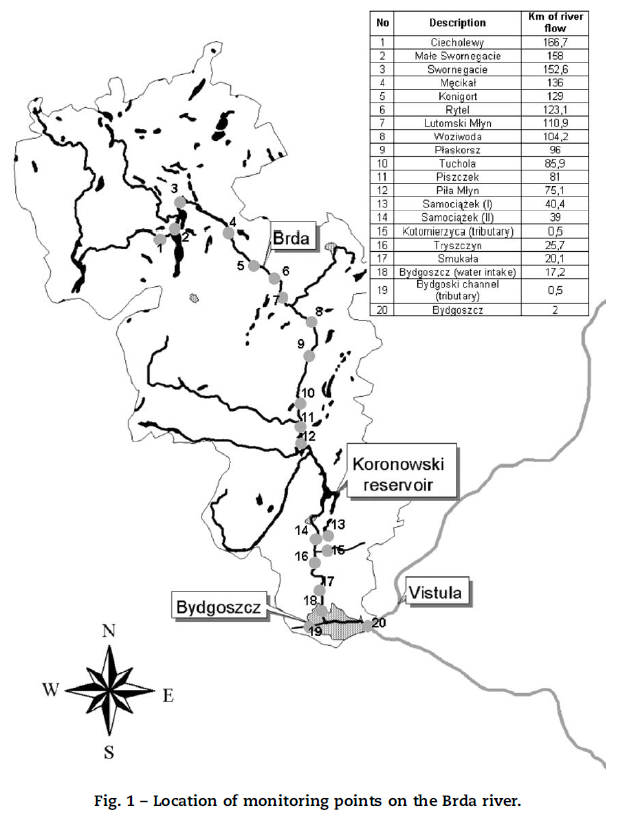 No Description Km of river
flow
1 Ciecholewy 166,7
2 Małe Swornegacie 158
3 Swornegacie 152,6
4 Męcikał 136
5 Konigort 129
6 Rytel 123,1
7 Lutomski Młyn 110,9
8 Woziwoda 104,2
9 Płaskorsz 96
10 Tuchola 85,9
11 Piszczek 81
12 Piła Młyn 75,1
13 Samociążek (I) 40,4
14 Samociążek (II) 39
15 Kotomierzyca (tributary) 0,5
16 Tryszczyn 25,7
17 Smukała 20,1
18 Bydgoszcz (water intake) 17,2
19 Bydgoski channel
(tributary) 0,5
20 Bydgoszcz 2
3
4
2
1
Brda
5
6
7
8
9
10
11
12
Koronowski
reservoir
14
13
15
16
17
18
Bydgoszcz
Vistula
19
20
N
W
E
S
Fig. 1 – Location of monitoring points on the Brda river.